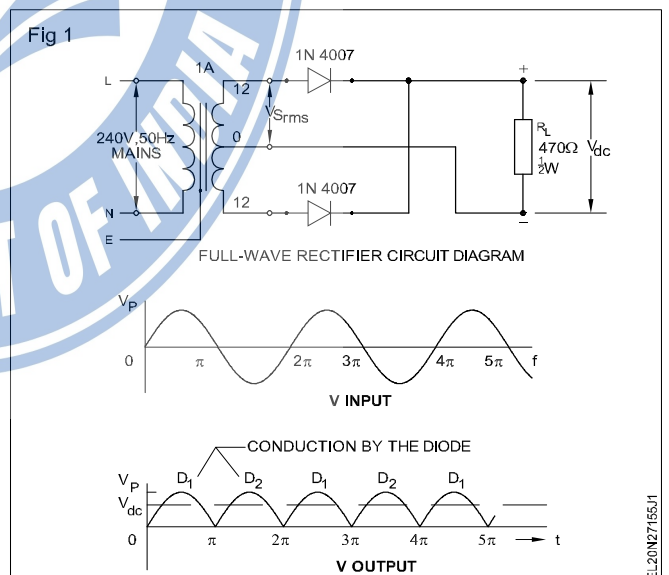 Fig 1
1N 4007
1A
L
12
+
VSrms
240V,50Hz
MAINS
0
RL
470Ω
½W
Vdc
1N 4007
N
12
–
E
FULL-WAVE RECTIFIER CIRCUIT DIAGRAM
VP
0 π 2π 3π 4π 5π f
V INPUT
CONDUCTION BY THE DIODE
VP D1 D2 D1 D2 D1
Vdc
0 π 2π 3π 4π 5π t
V OUTPUT
EL20N27155J1
T OF INDIA